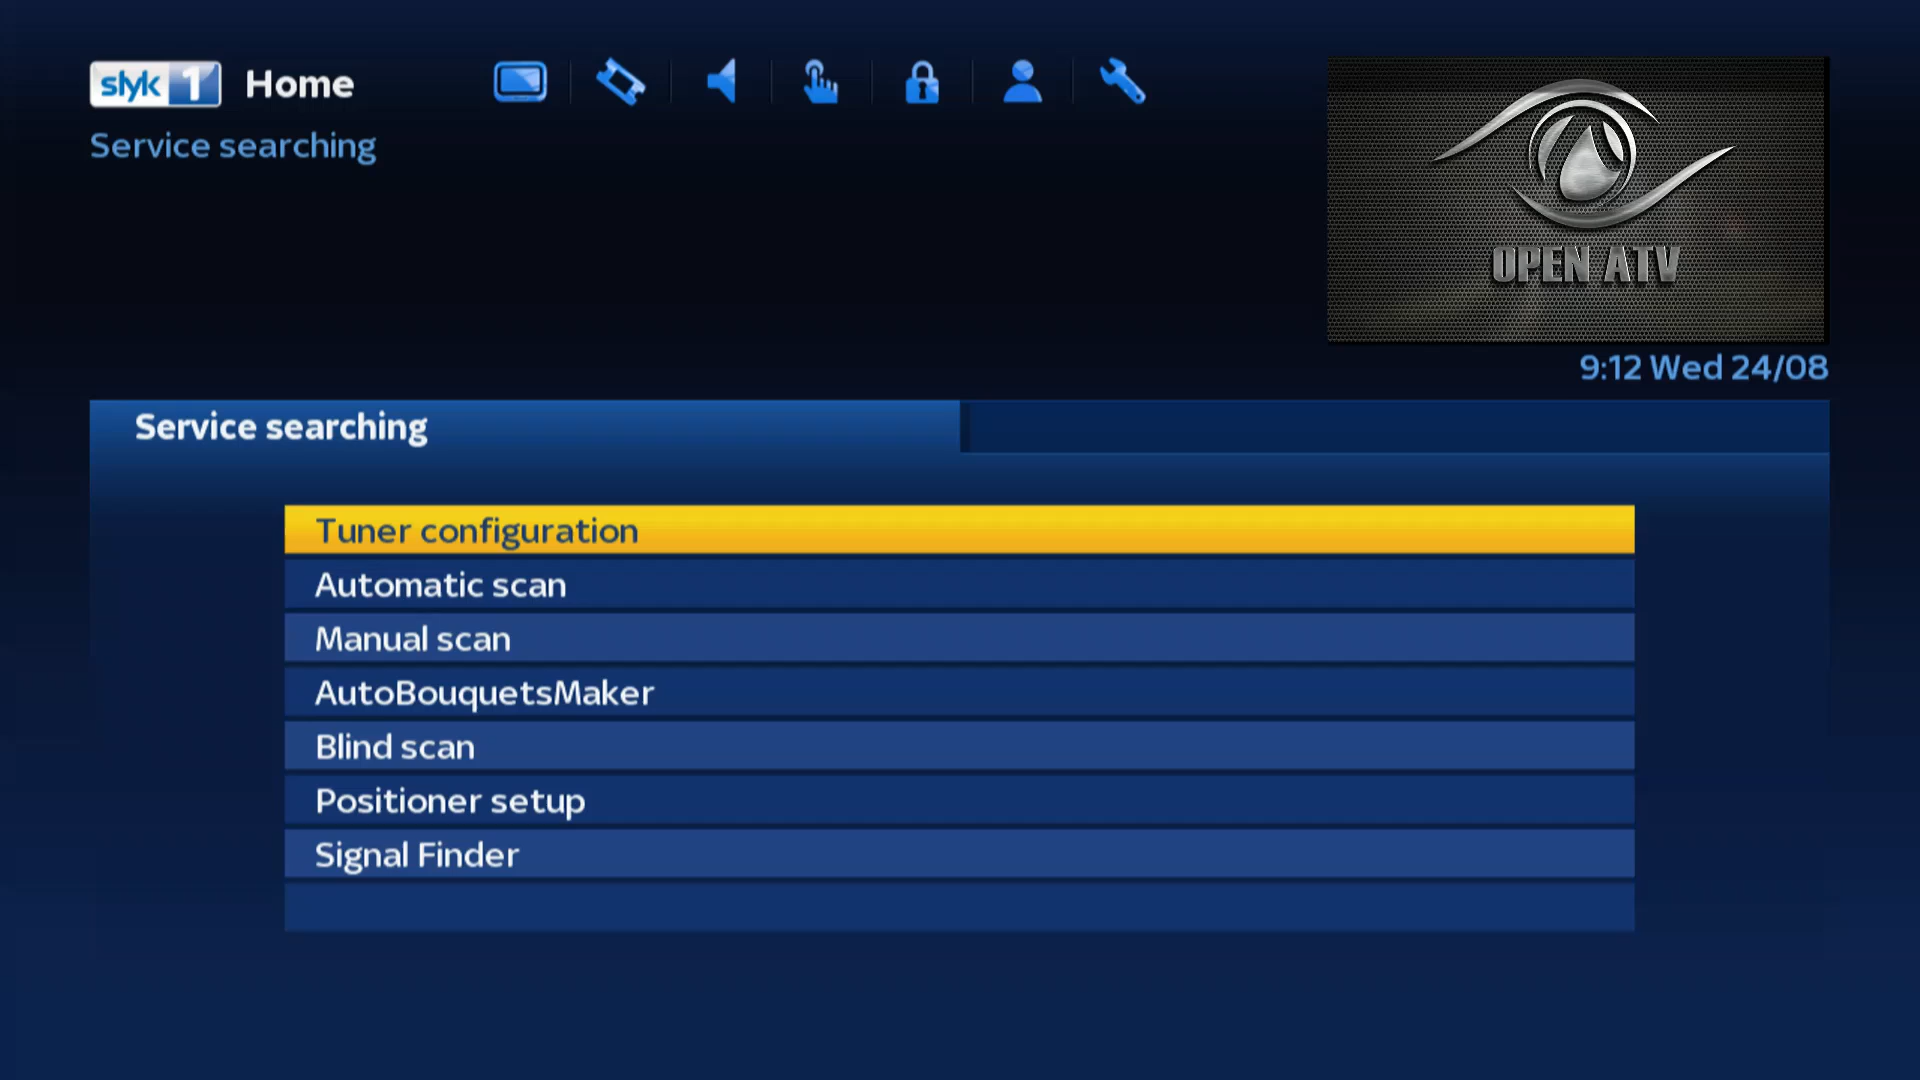 slyk 1 Home
Service searching
OPEN ATV
9:12 Wed 24/08
Service searching
Tuner configuration
Automatic scan
Manual scan
AutoBouquetsMaker
Blind scan
Positioner setup
Signal Finder